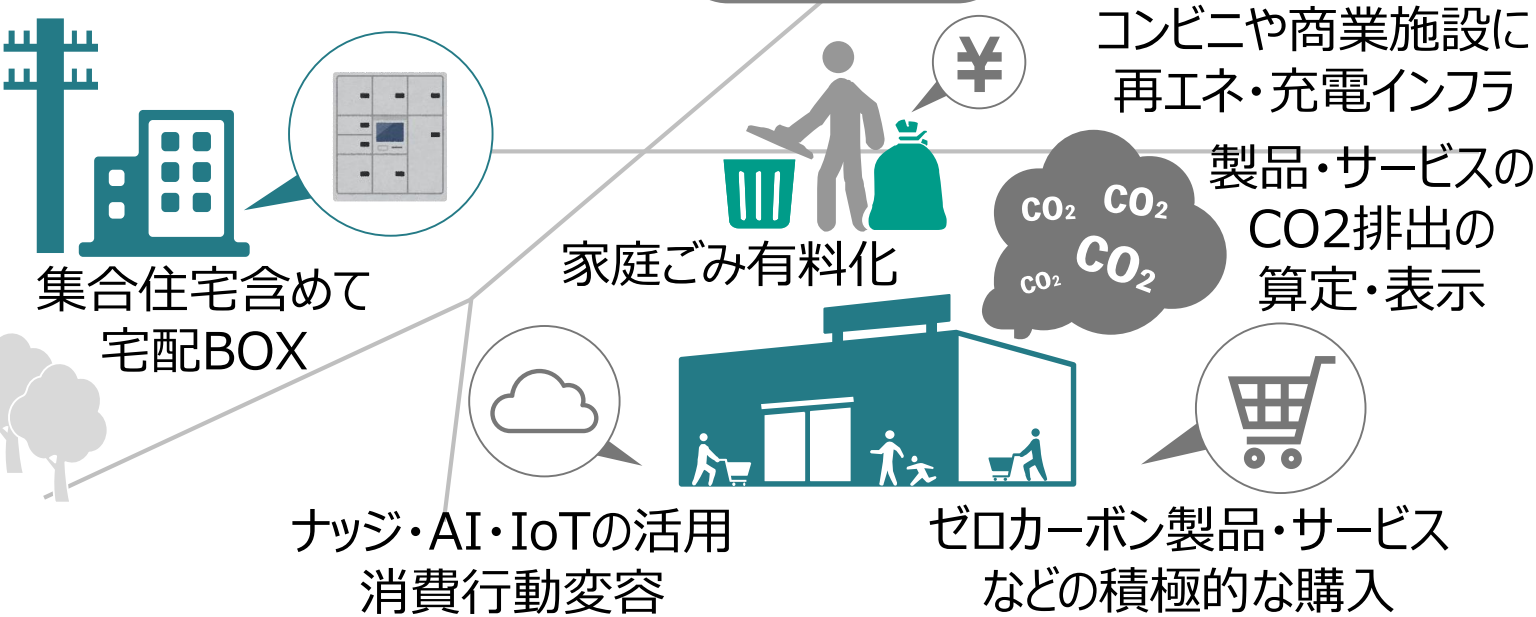 コンビニや商業施設に
再エネ・充電インフラ
¥
製品・サービスの
CO2排出の
算定・表示
CO₂
CO₂
CO₂
CO₂
家庭ごみ有料化
集合住宅含めて
宅配BOX
ナッジ・AI・IoTの活用
消費行動変容
ゼロカーボン製品・サービス
などの積極的な購入